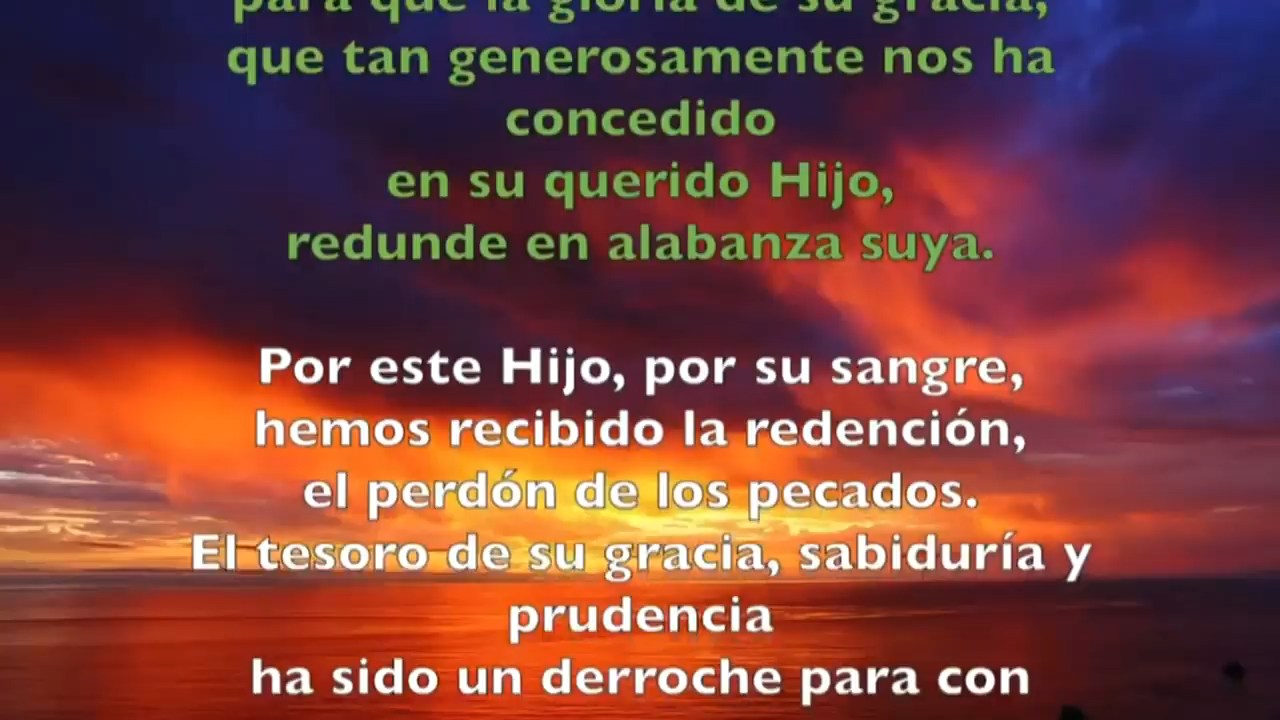 para que la gloria de su gracia,
que tan generosamente nos ha
concedido
en su querido Hijo,
redunde en alabanza suya.
Por este Hijo, por su sangre,
hemos recibido la redención,
el perdón de los pecados.
El tesoro de su gracia, sabiduría y
prudencia
ha sido un derroche para con